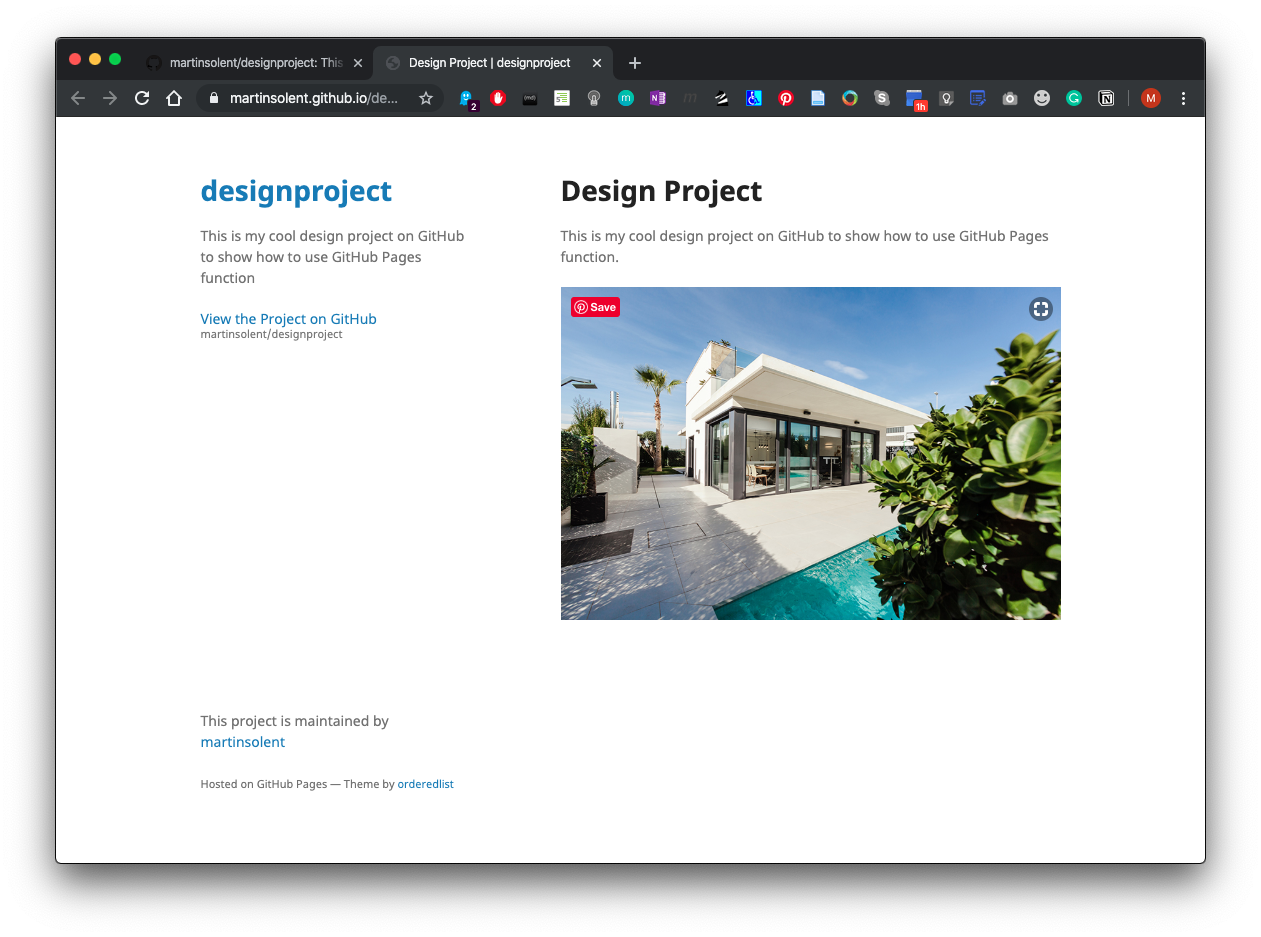 martinsolent/designproject: This
Design Project | designproject
martinsolent.github.io/de...
2
1h
M
designproject
This is my cool design project on GitHub
to show how to use GitHub Pages
function
View the Project on GitHub
martinsolent/designproject
Design Project
This is my cool design project on GitHub to show how to use GitHub Pages
function.
Save
This project is maintained by
martinsolent
Hosted on GitHub Pages — Theme by orderedlist